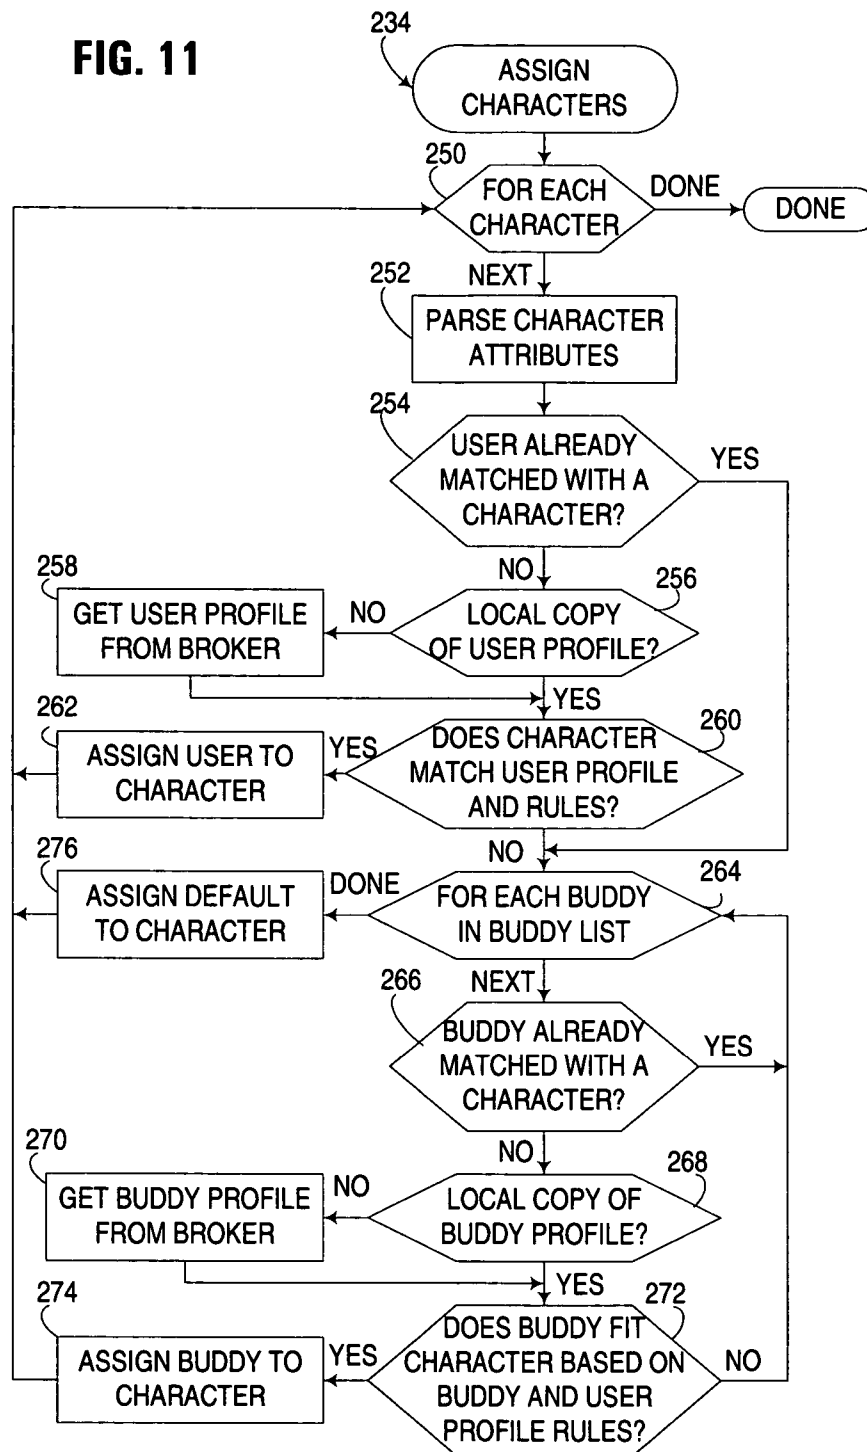 FIG. 11
234
ASSIGN
CHARACTERS
250
FOR EACH
CHARACTER
DONE
DONE
NEXT
252
PARSE CHARACTER
ATTRIBUTES
254
USER ALREADY
MATCHED WITH A
CHARACTER?
YES
NO
258
GET USER PROFILE
FROM BROKER
NO
LOCAL COPY
OF USER PROFILE?
256
YES
262
ASSIGN USER TO
CHARACTER
YES
DOES CHARACTER
MATCH USER PROFILE
AND RULES?
260
NO
276
ASSIGN DEFAULT
TO CHARACTER
DONE
FOR EACH BUDDY
IN BUDDY LIST
264
NEXT
266
BUDDY ALREADY
MATCHED WITH A
CHARACTER?
YES
NO
270
GET BUDDY PROFILE
FROM BROKER
NO
LOCAL COPY OF
BUDDY PROFILE?
268
YES
274
ASSIGN BUDDY TO
CHARACTER
YES
DOES BUDDY FIT
CHARACTER BASED ON
BUDDY AND USER
PROFILE RULES?
272
NO